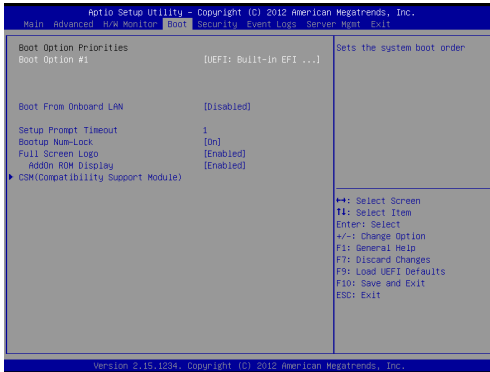 Aptio Setup Utility – Copyright (C) 2012 American Megatrends, Inc.
Main Advanced H/W Monitor Boot Security Event Logs Server Mgmt Exit
Boot Option Priorities
Boot Option #1 [UEFI: Built-in EFI ...]
Boot From Onboard LAN [Disabled]
Setup Prompt Timeout 1
Bootup Num-Lock [On]
Full Screen Logo [Enabled]
AddOn ROM Display [Enabled]
CSM(Compatibility Support Module)
Sets the system boot order
↔: Select Screen
↑↓: Select Item
Enter: Select
+/-: Change Option
F1: General Help
F7: Discard Changes
F9: Load UEFI Defaults
F10: Save and Exit
ESC: Exit
Version 2.15.1234. Copyright (C) 2012 American Megatrends, Inc.